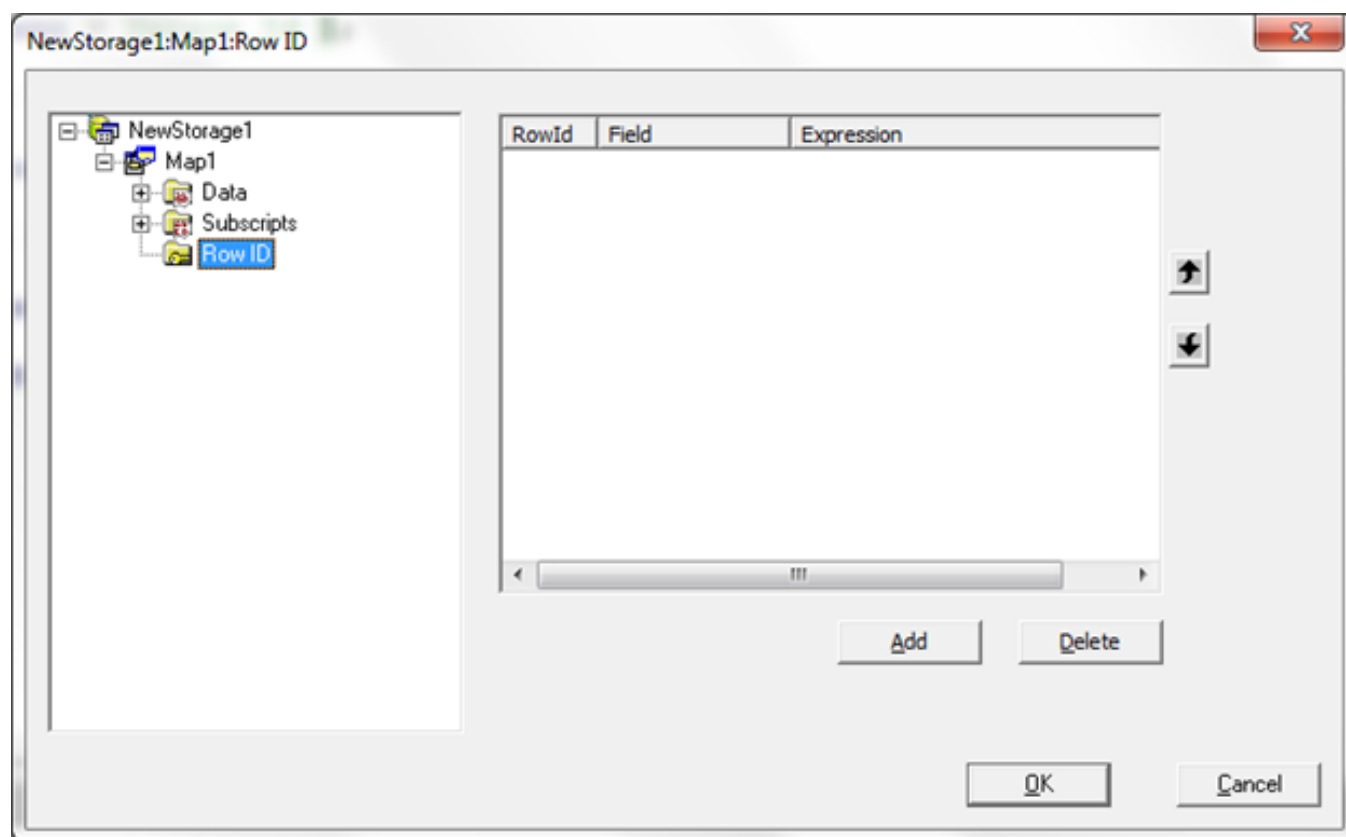 NewStorage1:Map1:Row ID
NewStorage1
Map1
Data
Subscripts
Row ID
RowId Field Expression
Add Delete
OK Cancel